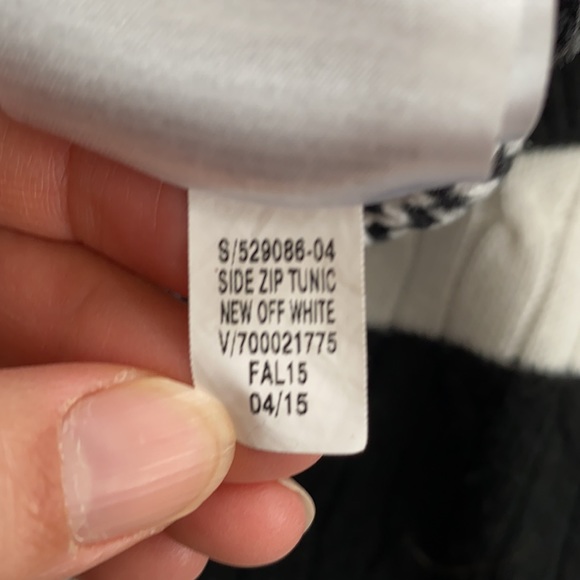 S/529086-04
SIDE ZIP TUNIC
NEW OFF WHITE
V/700021775
FAL15
04/15